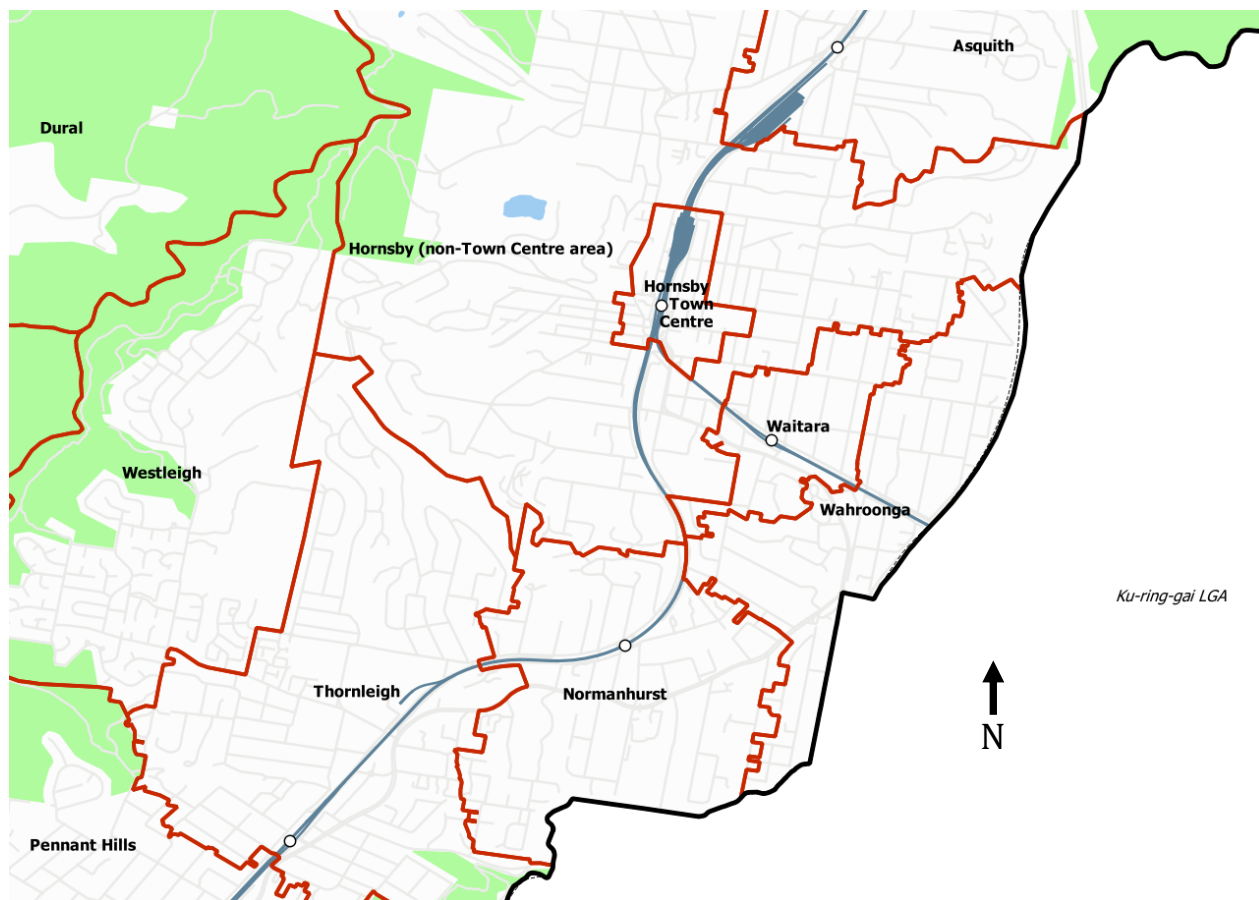 Asquith
Dural
Hornsby (non-Town Centre area)
Hornsby
Town
Centre
Waitara
Westleigh
Wahroonga
Ku-ring-gai LGA
Thornleigh
Normanhurst
N
Pennant Hills